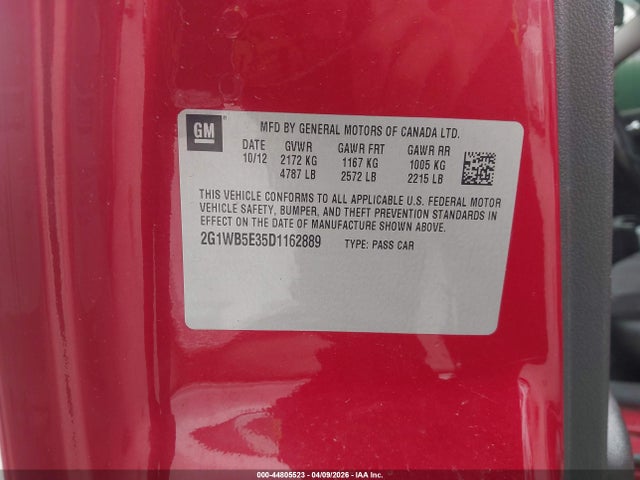 GM
MFD BY GENERAL MOTORS OF CANADA LTD.
DATE GVWR GAWR FRT GAWR RR
10/12 2172 KG 1167 KG 1005 KG
4787 LB 2572 LB 2215 LB
THIS VEHICLE CONFORMS TO ALL APPLICABLE U.S. FEDERAL MOTOR
VEHICLE SAFETY, BUMPER, AND THEFT PREVENTION STANDARDS IN
EFFECT ON THE DATE OF MANUFACTURE SHOWN ABOVE.
2G1WB5E35D1162889 TYPE: PASS CAR
000-44805523 - 04/09/2026 - IAA Inc.